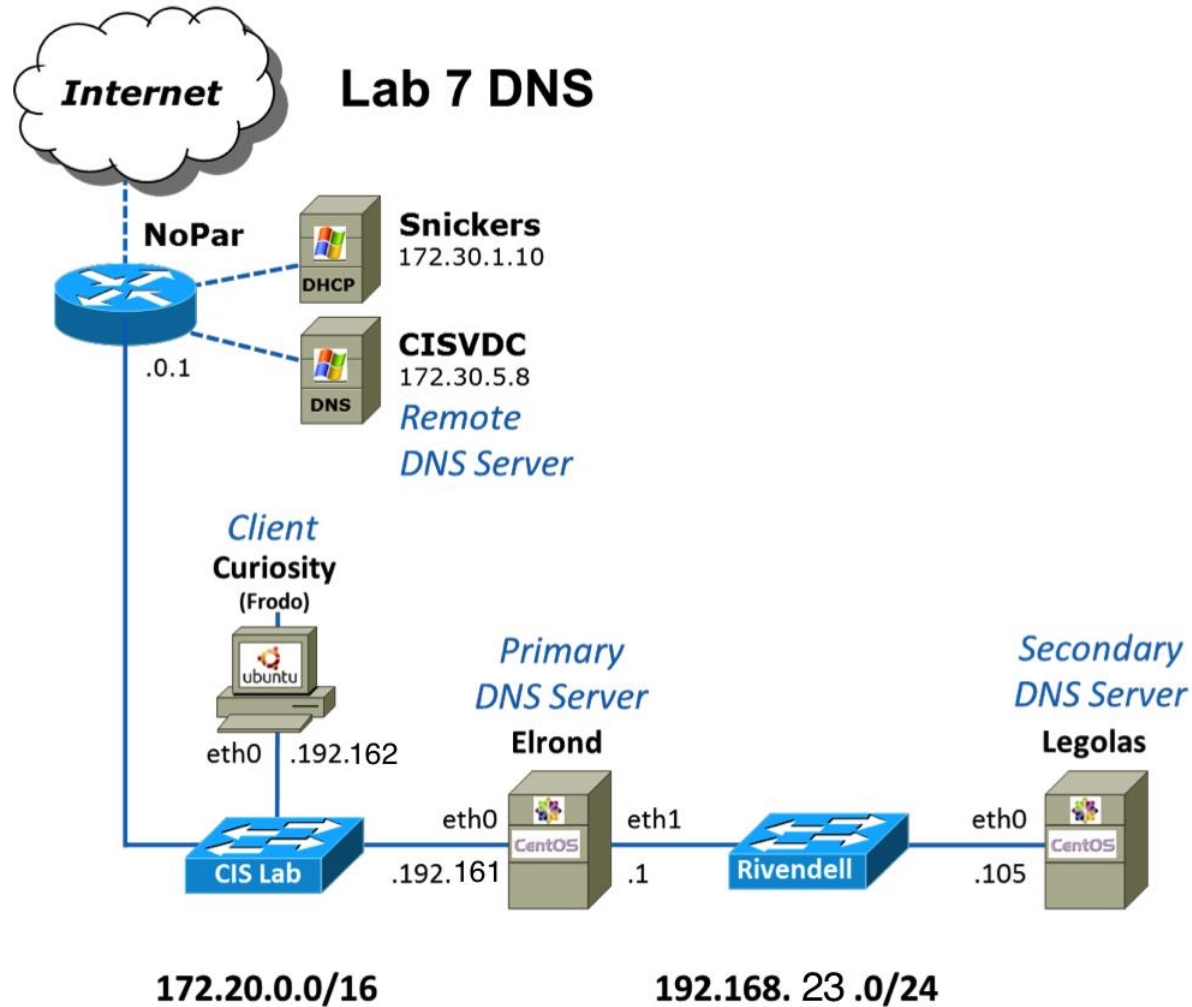 Internet
Lab 7 DNS
NoPar
Snickers
172.30.1.10
DHCP
CISVDC
172.30.5.8
DNS
.0.1
Remote
DNS Server
Client
Curiosity
(Frodo)
ubuntu
eth0 .192.162
Primary
DNS Server
Elrond
Secondary
DNS Server
Legolas
eth0
CentOS
eth1
eth0
CentOS
CIS Lab
.192.161
.1
Rivendell
.105
172.20.0.0/16
192.168. 23 .0/24